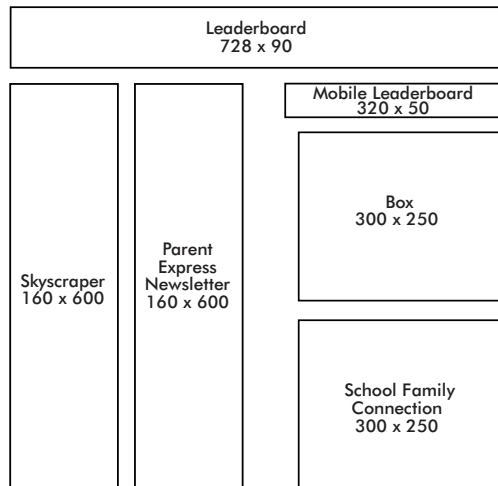 Leaderboard
728 x 90
Mobile Leaderboard
320 x 50
Box
300 x 250
Parent
Express
Newsletter
160 x 600
Skyscraper
160 x 600
School Family
Connection
300 x 250